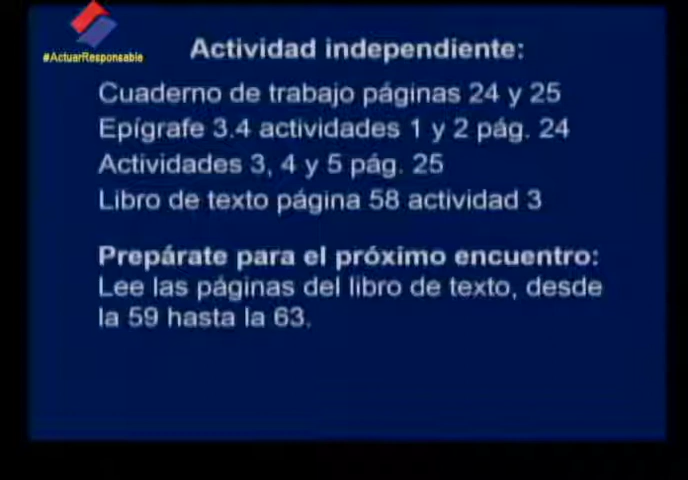 #ActuarResponsable
Actividad independiente:
Cuaderno de trabajo páginas 24 y 25
Epígrafe 3.4 actividades 1 y 2 pág. 24
Actividades 3, 4 y 5 pág. 25
Libro de texto página 58 actividad 3
Prepárate para el próximo encuentro:
Lee las páginas del libro de texto, desde
la 59 hasta la 63.